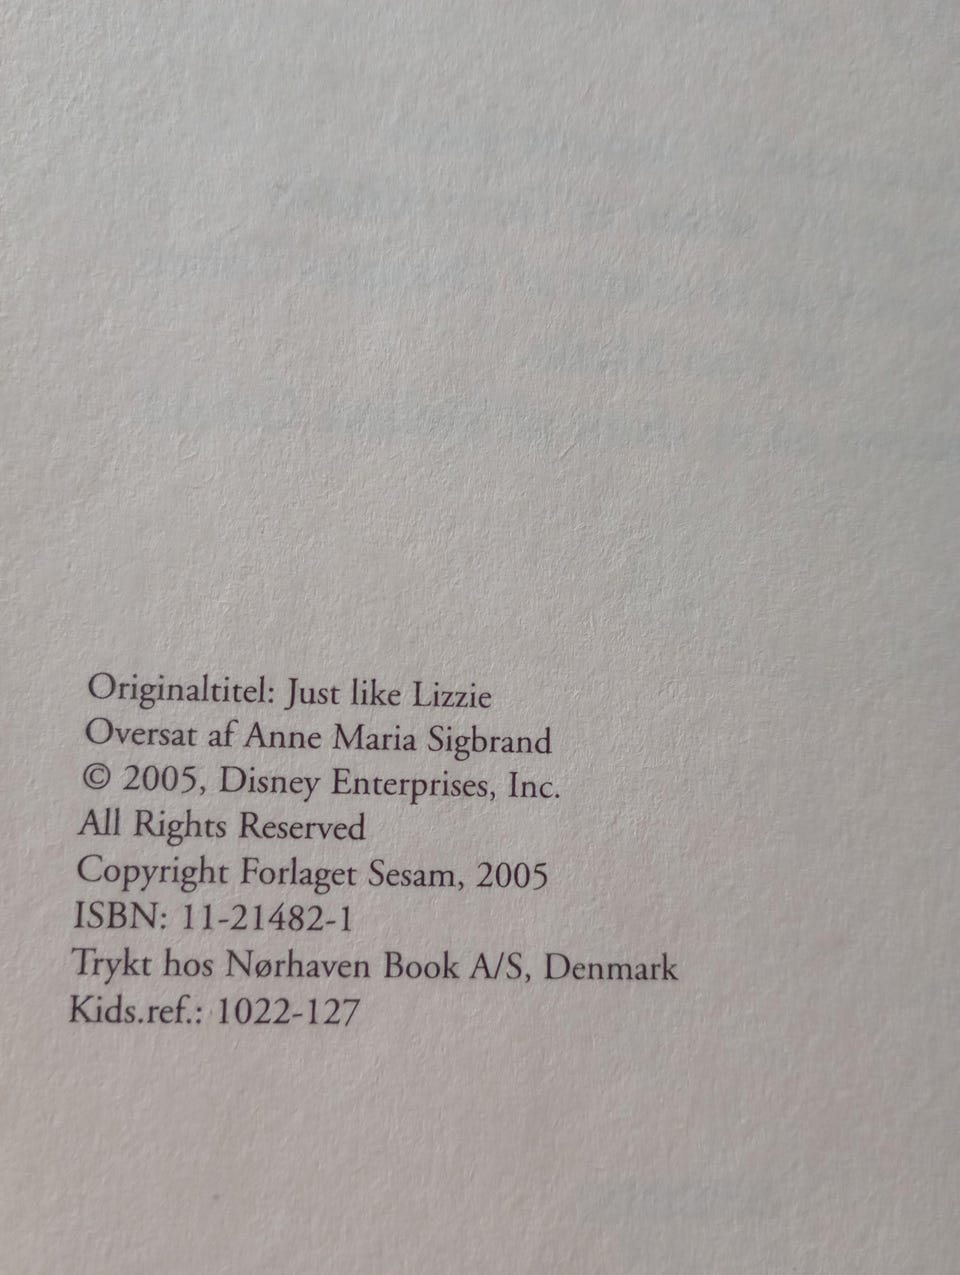 Originaltitel: Just like Lizzie
Oversat af Anne Maria Sigbrand
© 2005, Disney Enterprises, Inc.
All Rights Reserved
Copyright Forlaget Sesam, 2005
ISBN: 11-21482-1
Trykt hos Nørhaven Book A/S, Denmark
Kids.ref.: 1022-127